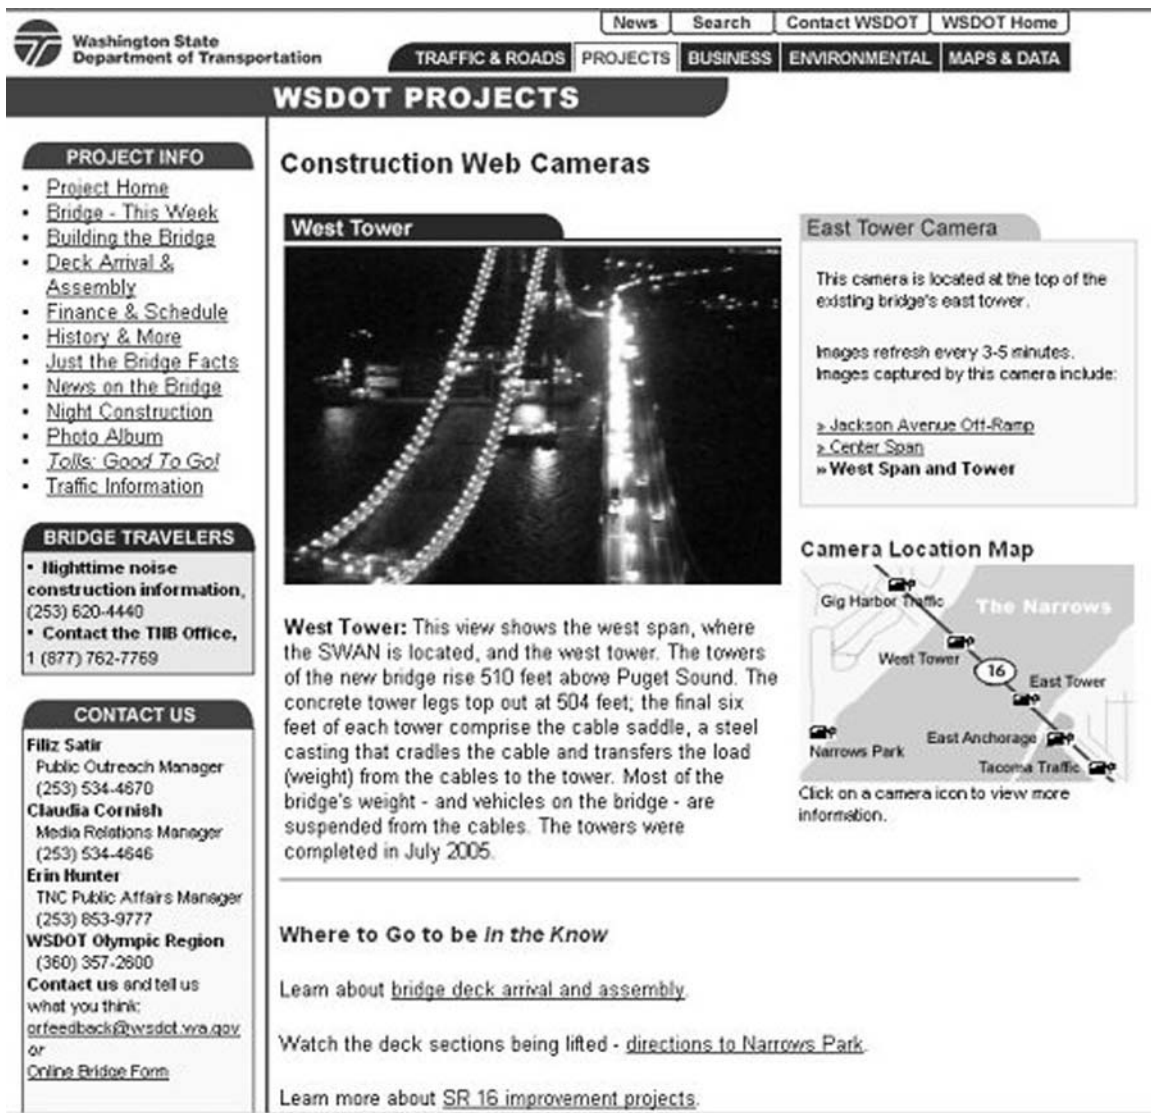 News
Search
Contact WSDOT
WSDOT Home
Washington State
Department of Transportation
TRAFFIC & ROADS
PROJECTS
BUSINESS
ENVIRONMENTAL
MAPS & DATA
WSDOT PROJECTS
PROJECT INFO
▪ Project Home
▪ Bridge - This Week
▪ Building the Bridge
▪ Deck Arrival &
Assembly
▪ Finance & Schedule
▪ History & More
▪ Just the Bridge Facts
▪ News on the Bridge
▪ Night Construction
▪ Photo Album
▪ Tolls: Good To Go!
▪ Traffic Information
BRIDGE TRAVELERS
• Nighttime noise
construction information,
(253) 620-4440
• Contact the TNB Office,
1 (877) 762-7769
CONTACT US
Filiz Satir
Public Outreach Manager
(253) 534-4670
Claudia Cornish
Media Relations Manager
(253) 534-4646
Erin Hunter
TNC Public Affairs Manager
(253) 853-9777
WSDOT Olympic Region
(360) 357-2600
Contact us and tell us
what you think:
orfeedback@wsdot.wa.gov
or
Online Bridge Form
Construction Web Cameras
West Tower
West Tower: This view shows the west span, where
the SWAN is located, and the west tower. The towers
of the new bridge rise 510 feet above Puget Sound. The
concrete tower legs top out at 504 feet; the final six
feet of each tower comprise the cable saddle, a steel
casting that cradles the cable and transfers the load
(weight) from the cables to the tower. Most of the
bridge's weight - and vehicles on the bridge - are
suspended from the cables. The towers were
completed in July 2005.
East Tower Camera
This camera is located at the top of the
existing bridge's east tower.
Images refresh every 3-5 minutes.
Images captured by this camera include:
» Jackson Avenue Off-Ramp
» Center Span
» West Span and Tower
Camera Location Map
Gig Harbor Traffic
The Narrows
West Tower
16
East Tower
East Anchorage
Narrows Park
Tacoma Traffic
Click on a camera icon to view more
information.
Where to Go to be In the Know
Learn about bridge deck arrival and assembly.
Watch the deck sections being lifted - directions to Narrows Park.
Learn more about SR 16 improvement projects.